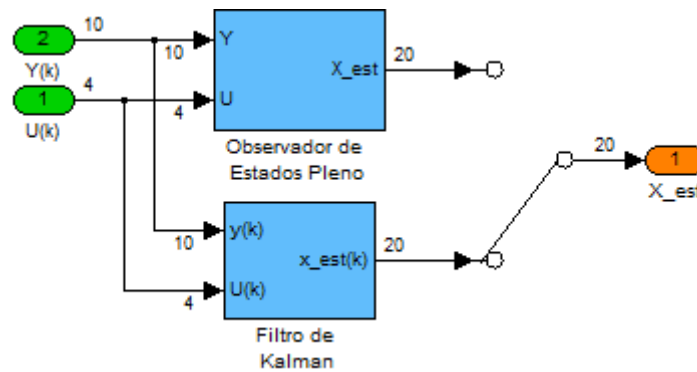 10
2
10
Y
X_est
20
Y(k)
4
1
4
U
U(k)
Observador de
Estados Pleno
20
1
X_est
y(k)
10
x_est(k)
20
U(k)
4
Filtro de
Kalman